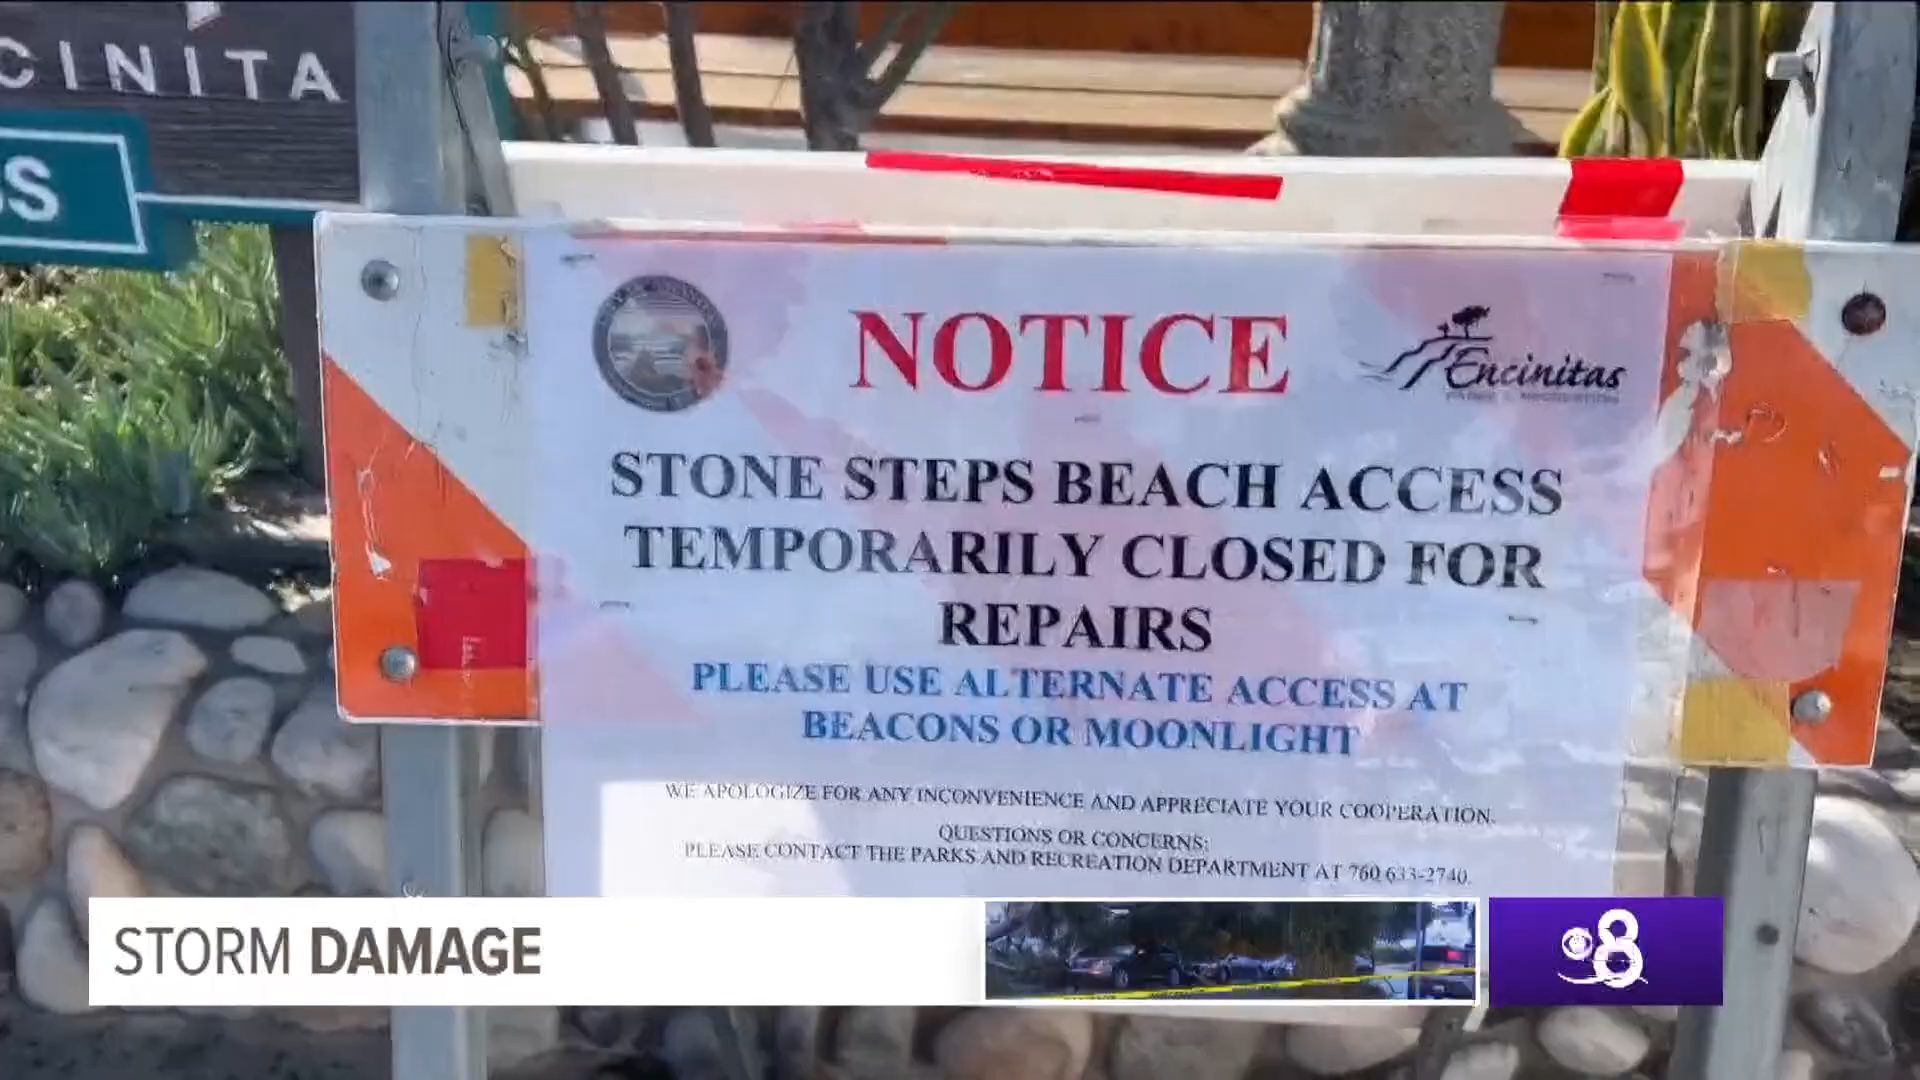 CINITA
SS
NOTICE
Encinitas
STONE STEPS BEACH ACCESS
TEMPORARILY CLOSED FOR
REPAIRS
PLEASE USE ALTERNATE ACCESS AT
BEACONS OR MOONLIGHT
WE APOLOGIZE FOR ANY INCONVENIENCE AND APPRECIATE YOUR COOPERATION.
QUESTIONS OR CONCERNS:
PLEASE CONTACT THE PARKS AND RECREATION DEPARTMENT AT 760 633-2740.
STORM DAMAGE
8